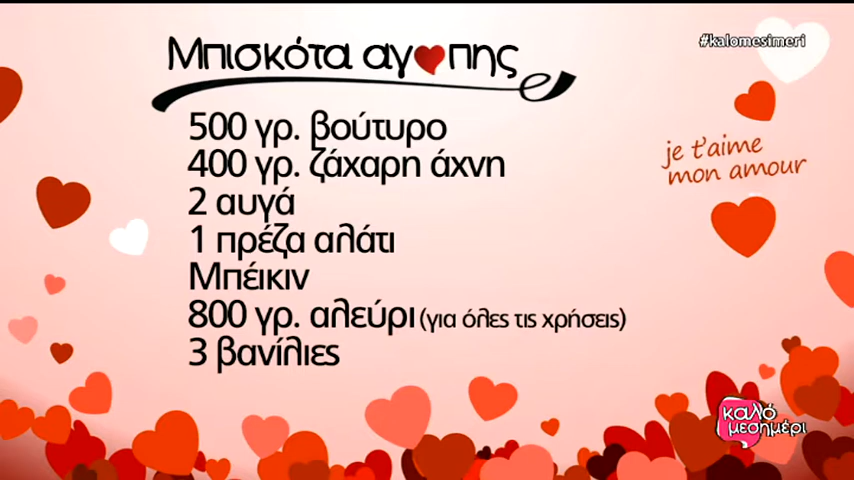 #kalomesimeri
Μπισκότα αγάπης
500 γρ. βούτυρο
400 γρ. ζάχαρη άχνη
2 αυγά
1 πρέζα αλάτι
Μπέικιν
800 γρ. αλεύρι (για όλες τις χρήσεις)
3 βανίλιες
je t'aime
mon amour
καλό
μεσημέρι